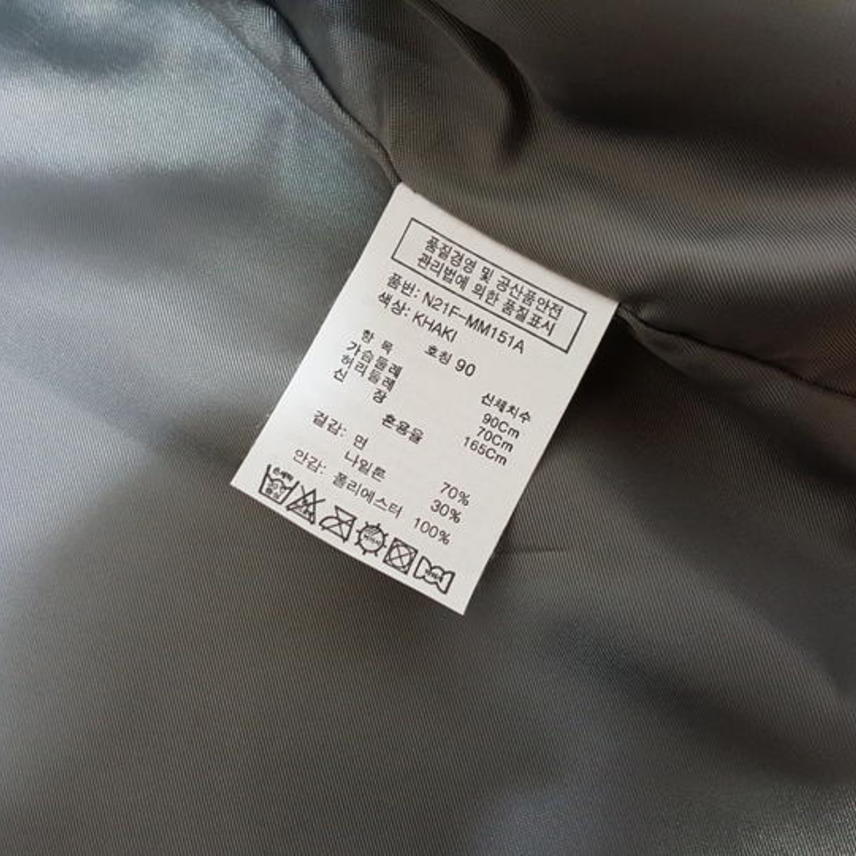 품질경영 및 공산품안전
관리법에 의한 품질표시
품번: N21F-MM151A
색상: KHAKI
호칭 90
항 목 신체치수
가슴둘레 90Cm
허리둘레 70Cm
신 장 165Cm
혼용율
겉감: 면 70%
나일론 30%
안감: 폴리에스터 100%